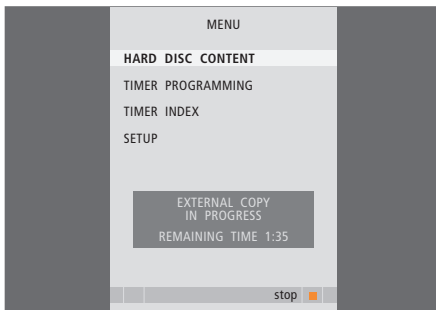 MENU
HARD DISC CONTENT
TIMER PROGRAMMING
TIMER INDEX
SETUP
EXTERNAL COPY
IN PROGRESS
REMAINING TIME 1:35
stop